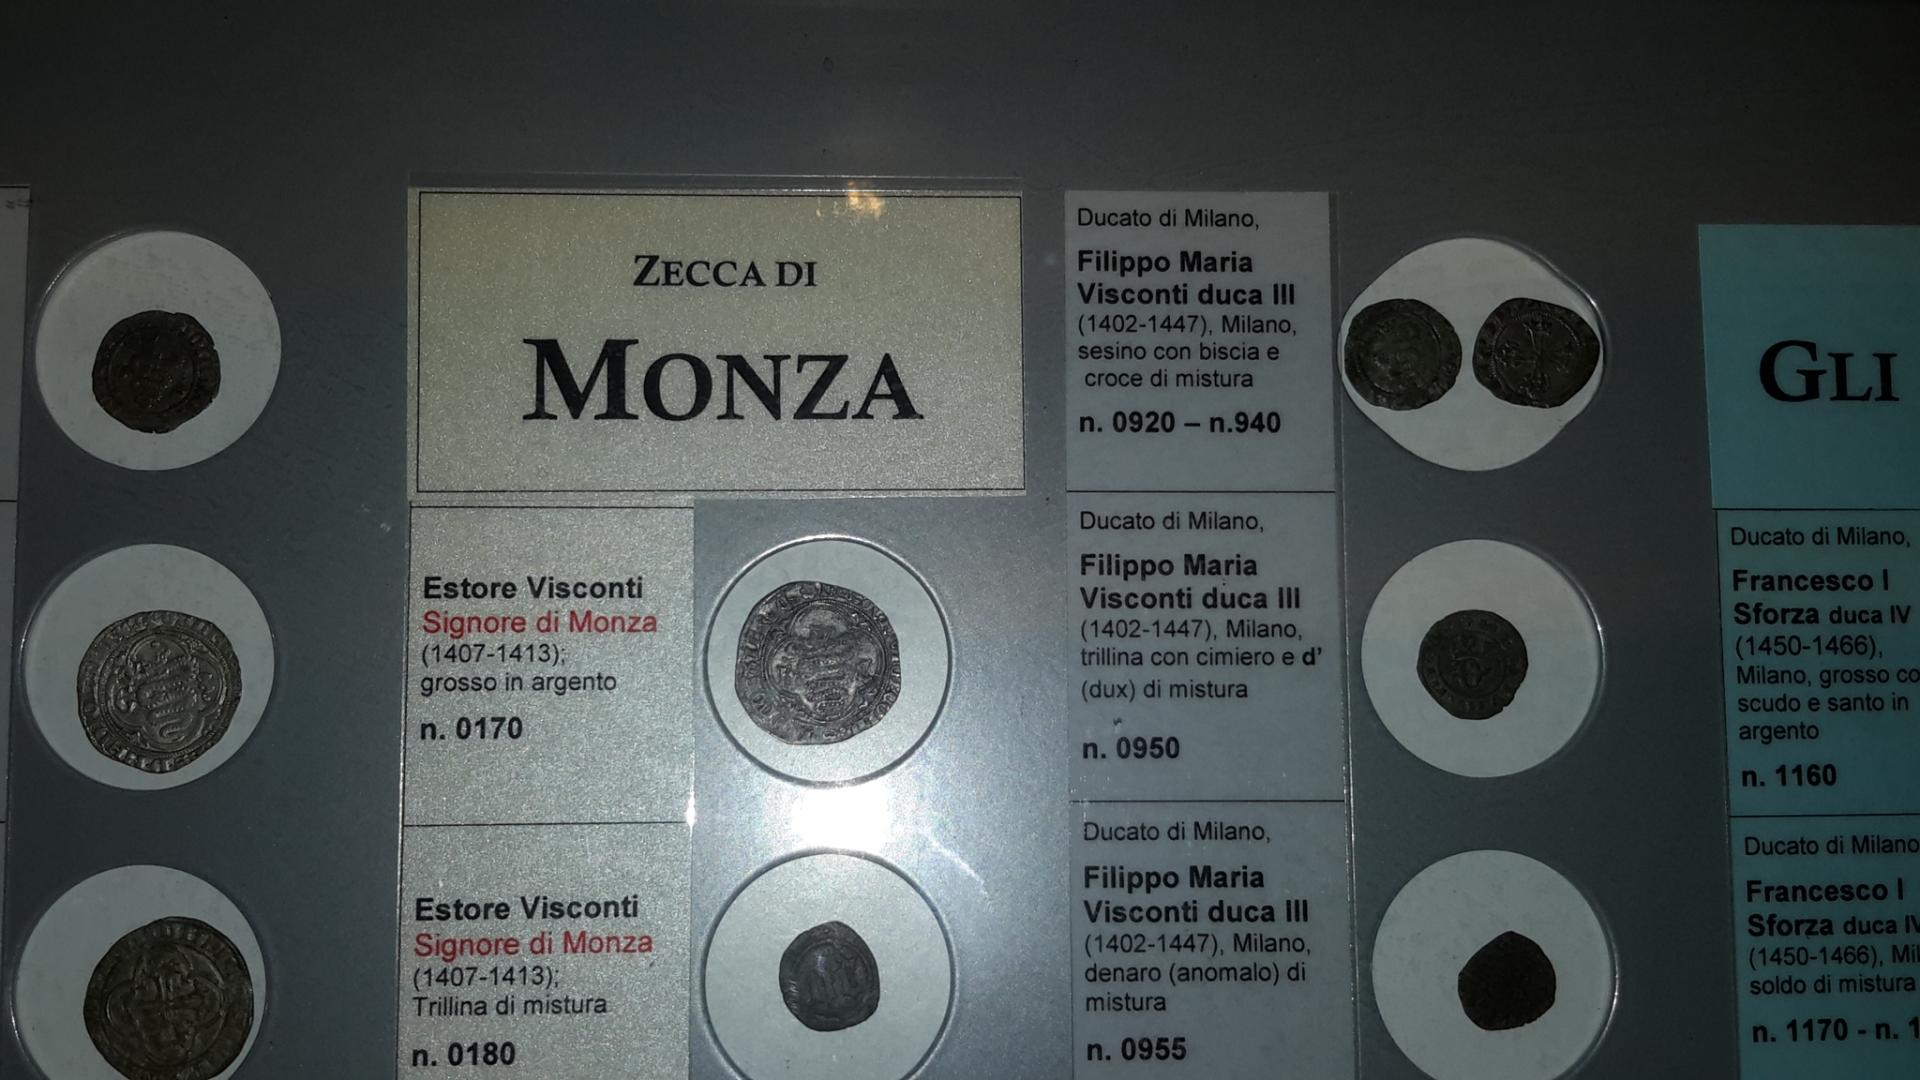 ZECCA DI
MONZA
Estore Visconti
Signore di Monza
(1407-1413);
grosso in argento
n. 0170
Estore Visconti
Signore di Monza
(1407-1413);
Trillina di mistura
n. 0180
Ducato di Milano,
Filippo Maria
Visconti duca III
(1402-1447), Milano,
sesino con biscia e
croce di mistura
n. 0920 – n.940
Ducato di Milano,
Filippo Maria
Visconti duca III
(1402-1447), Milano,
trillina con cimiero e d'
(dux) di mistura
n. 0950
Ducato di Milano,
Filippo Maria
Visconti duca III
(1402-1447), Milano,
denaro (anomalo) di
mistura
n. 0955
GLI
Ducato di Milano,
Francesco I
Sforza duca IV
(1450-1466),
Milano, grosso co
scudo e santo in
argento
n. 1160
Ducato di Milano
Francesco I
Sforza duca IV
(1450-1466), Mil
soldo di mistura
n. 1170 - n. 1